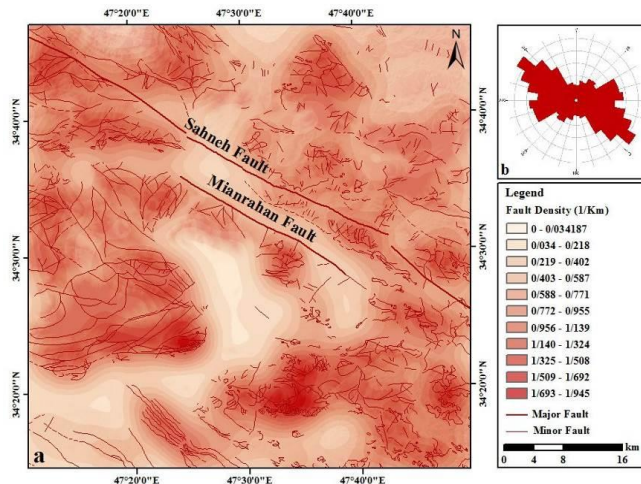 47°20'0"E 47°30'0"E 47°40'0"E
34°40'0"N
34°30'0"N
34°20'0"N
N
Sahneh Fault
Mianrahan Fault
34°40'0"N
34°30'0"N
34°20'0"N
a
47°20'0"E 47°30'0"E 47°40'0"E
b
Legend
Fault Density (1/Km)
0 - 0/034187
0/034 - 0/218
0/219 - 0/402
0/403 - 0/587
0/588 - 0/771
0/772 - 0/955
0/956 - 1/139
1/140 - 1/324
1/325 - 1/508
1/509 - 1/692
1/693 - 1/945
Major Fault
Minor Fault
km
0 4 8 16